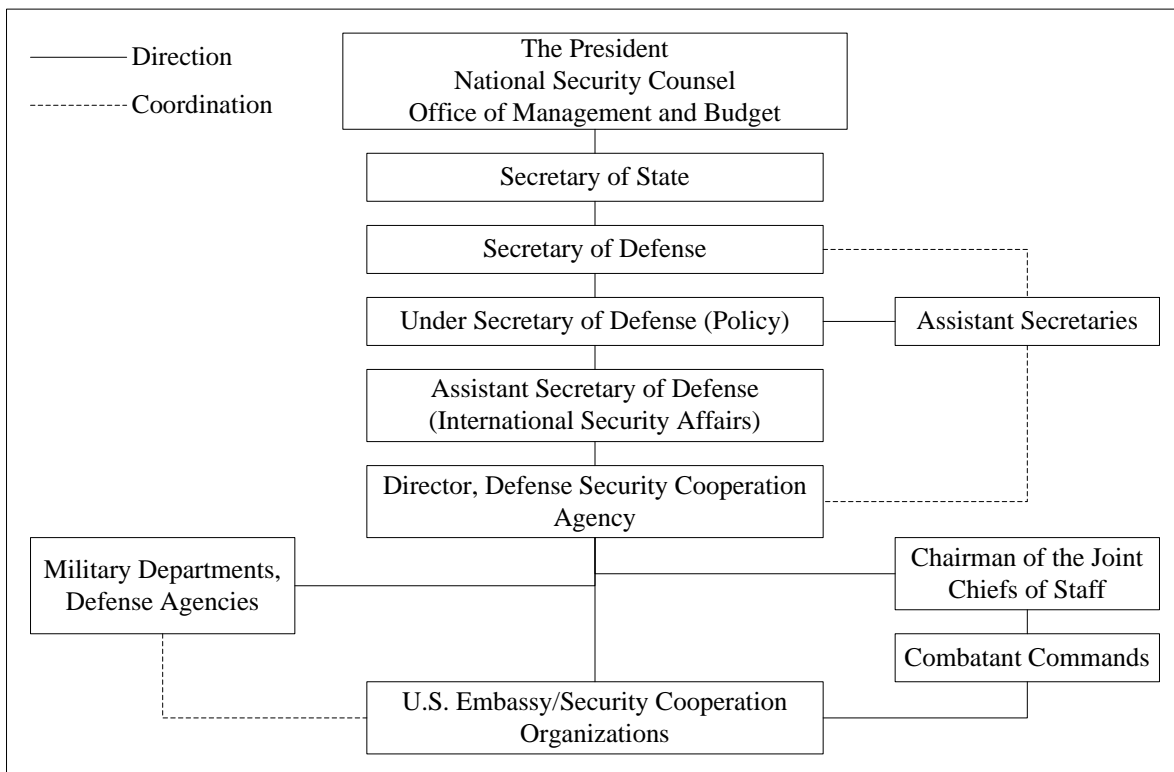 Direction
Coordination
The President
National Security Counsel
Office of Management and Budget
Secretary of State
Secretary of Defense
Under Secretary of Defense (Policy)
Assistant Secretaries
Assistant Secretary of Defense
(International Security Affairs)
Director, Defense Security Cooperation
Agency
Military Departments,
Defense Agencies
Chairman of the Joint
Chiefs of Staff
Combatant Commands
U.S. Embassy/Security Cooperation
Organizations